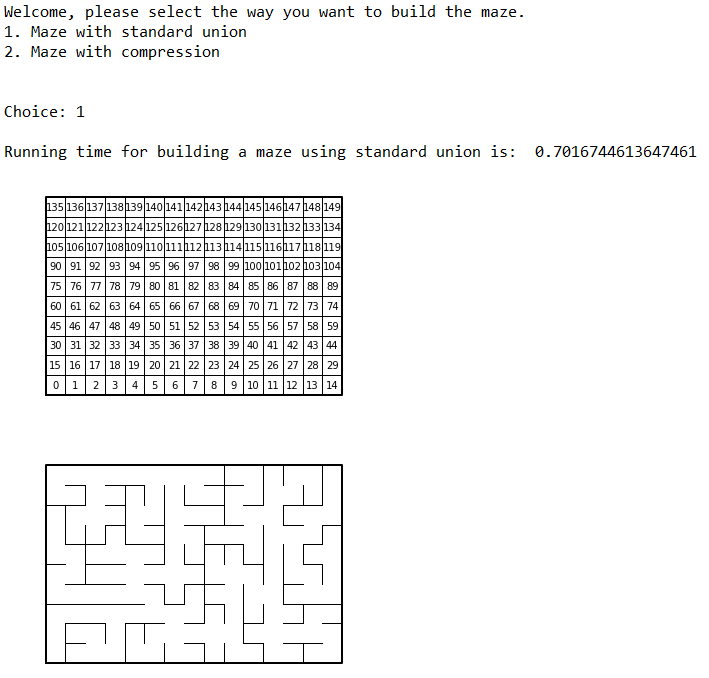 Welcome, please select the way you want to build the maze.
1. Maze with standard union
2. Maze with compression
Choice: 1
Running time for building a maze using standard union is:  0.7016744613647461
135 136 137 138 139 140 141 142 143 144 145 146 147 148 149
120 121 122 123 124 125 126 127 128 129 130 131 132 133 134
105 106 107 108 109 110 111 112 113 114 115 116 117 118 119
90 91 92 93 94 95 96 97 98 99 100 101 102 103 104
75 76 77 78 79 80 81 82 83 84 85 86 87 88 89
60 61 62 63 64 65 66 67 68 69 70 71 72 73 74
45 46 47 48 49 50 51 52 53 54 55 56 57 58 59
30 31 32 33 34 35 36 37 38 39 40 41 42 43 44
15 16 17 18 19 20 21 22 23 24 25 26 27 28 29
0 1 2 3 4 5 6 7 8 9 10 11 12 13 14